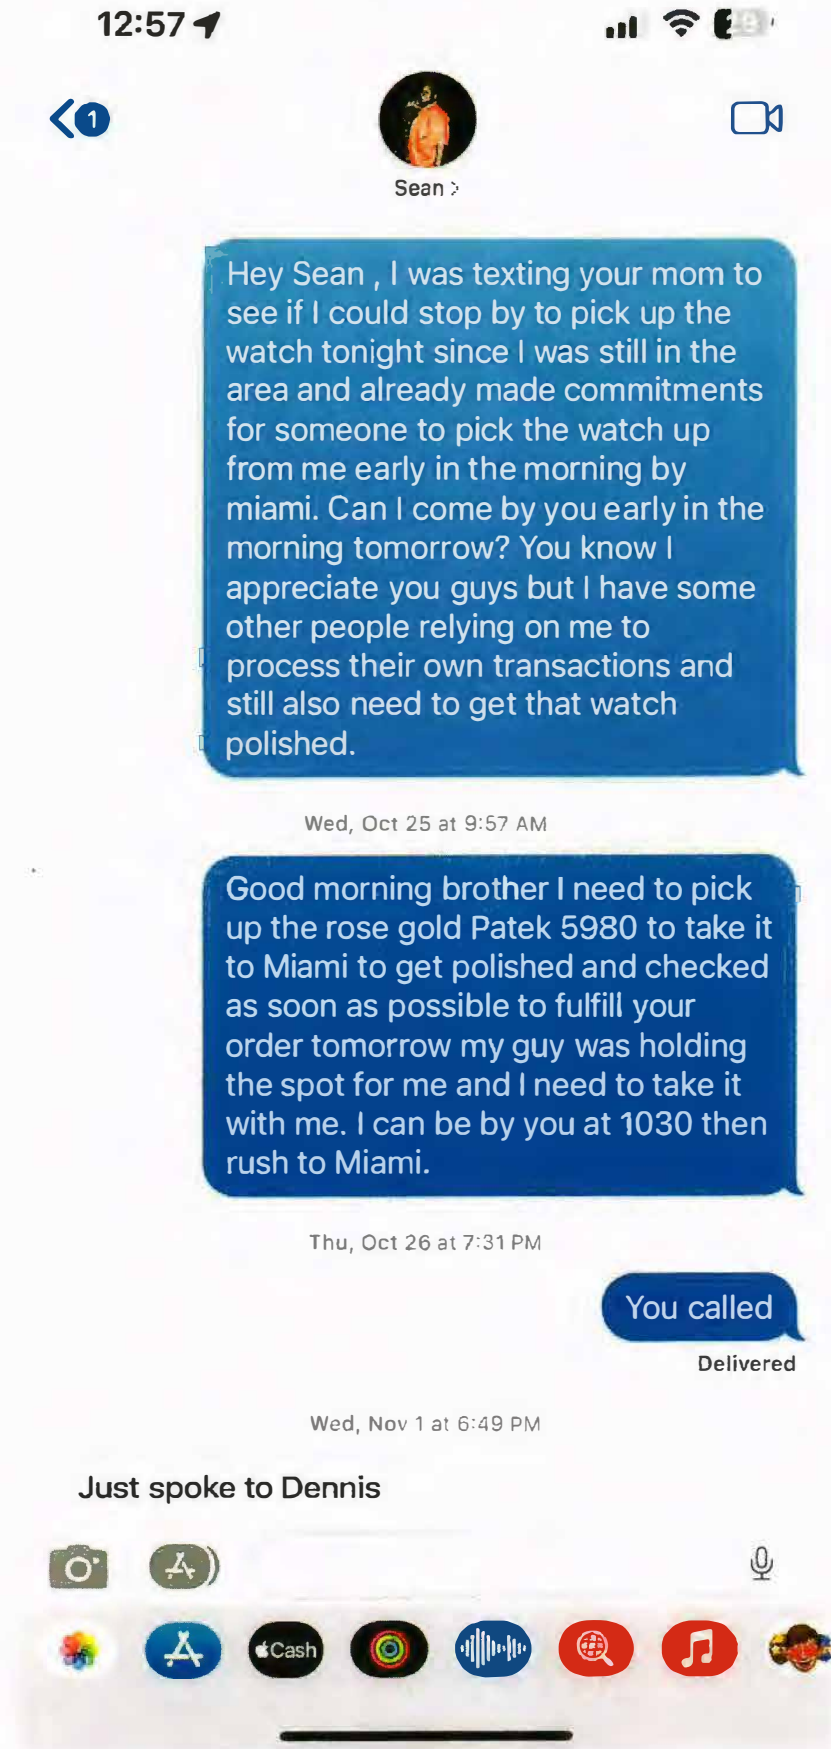 12:57
1
Sean >
Hey Sean , I was texting your mom to
see if I could stop by to pick up the
watch tonight since I was still in the
area and already made commitments
for someone to pick the watch up
from me early in the morning by
miami. Can I come by you early in the
morning tomorrow? You know I
appreciate you guys but I have some
other people relying on me to
process their own transactions and
still also need to get that watch
polished.
Wed, Oct 25 at 9:57 AM
Good morning brother I need to pick
up the rose gold Patek 5980 to take it
to Miami to get polished and checked
as soon as possible to fulfill your
order tomorrow my guy was holding
the spot for me and I need to take it
with me. I can be by you at 1030 then
rush to Miami.
Thu, Oct 26 at 7:31 PM
You called
Delivered
Wed, Nov 1 at 6:49 PM
Just spoke to Dennis
Cash